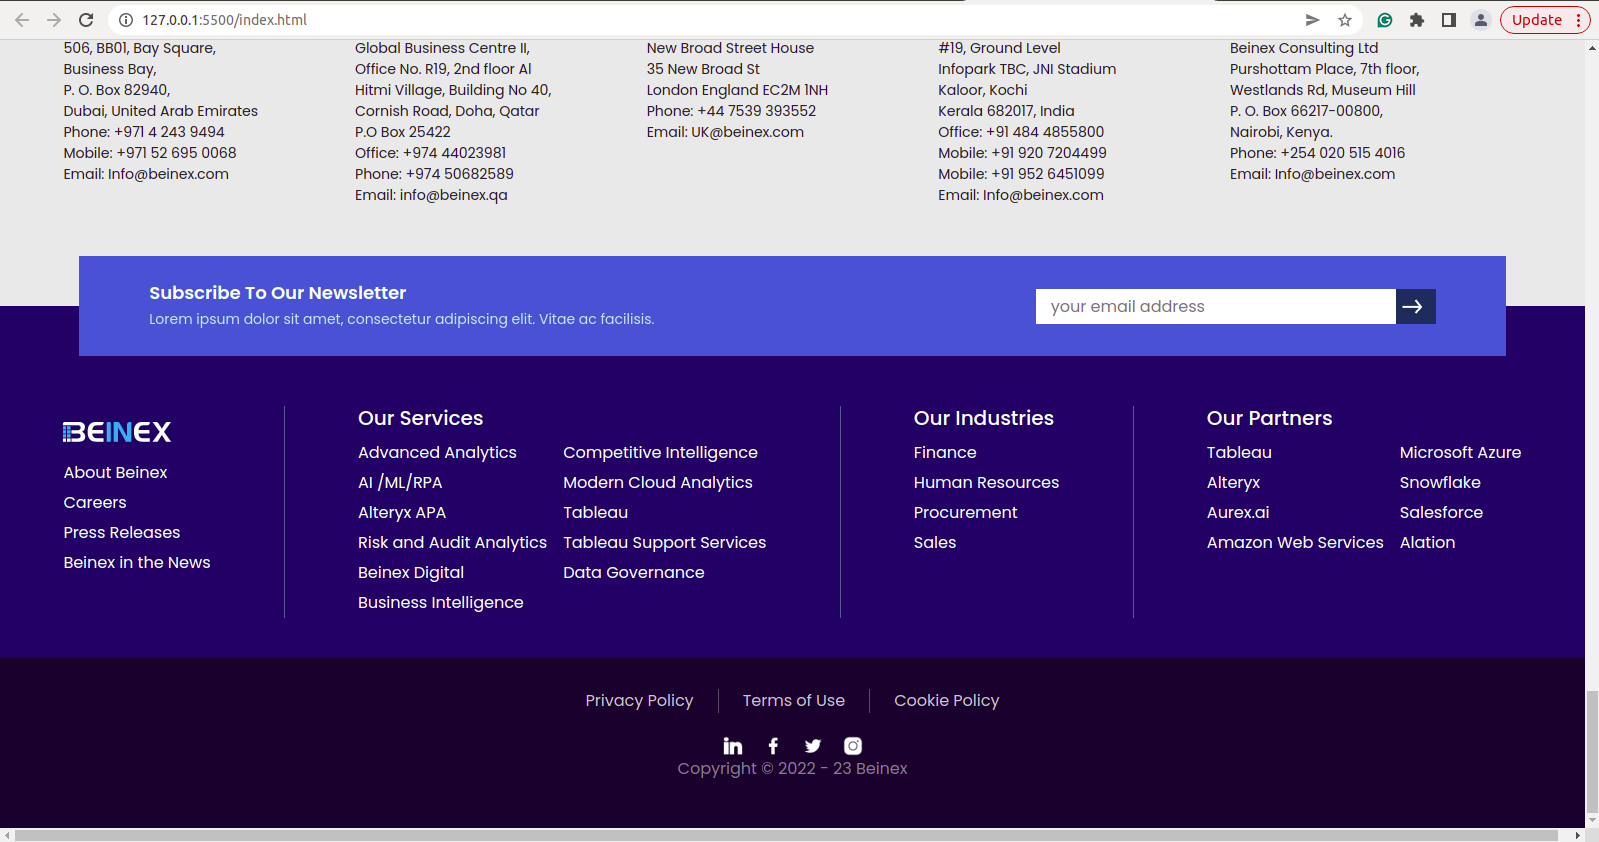 127.0.0.1:5500/index.html
Update
506, BB01, Bay Square,
Business Bay,
P. O. Box 82940,
Dubai, United Arab Emirates
Phone: +971 4 243 9494
Mobile: +971 52 695 0068
Email: Info@beinex.com
Global Business Centre II,
Office No. R19, 2nd floor Al
Hitmi Village, Building No 40,
Cornish Road, Doha, Qatar
P.O Box 25422
Office: +974 44023981
Phone: +974 50682589
Email: info@beinex.qa
New Broad Street House
35 New Broad St
London England EC2M 1NH
Phone: +44 7539 393552
Email: UK@beinex.com
#19, Ground Level
Infopark TBC, JNI Stadium
Kaloor, Kochi
Kerala 682017, India
Office: +91 484 4855800
Mobile: +91 920 7204499
Mobile: +91 952 6451099
Email: Info@beinex.com
Beinex Consulting Ltd
Purshottam Place, 7th floor,
Westlands Rd, Museum Hill
P. O. Box 66217-00800,
Nairobi, Kenya.
Phone: +254 020 515 4016
Email: Info@beinex.com
Subscribe To Our Newsletter
Lorem ipsum dolor sit amet, consectetur adipiscing elit. Vitae ac facilisis.
your email address
BEINEX
About Beinex
Careers
Press Releases
Beinex in the News
Our Services
Advanced Analytics
AI /ML/RPA
Alteryx APA
Risk and Audit Analytics
Beinex Digital
Business Intelligence
Competitive Intelligence
Modern Cloud Analytics
Tableau
Tableau Support Services
Data Governance
Our Industries
Finance
Human Resources
Procurement
Sales
Our Partners
Tableau
Alteryx
Aurex.ai
Amazon Web Services
Microsoft Azure
Snowflake
Salesforce
Alation
Privacy Policy
Terms of Use
Cookie Policy
Copyright © 2022 - 23 Beinex